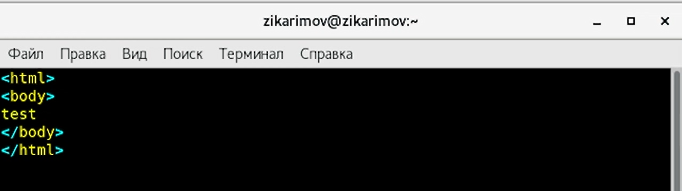 zikarimov@zikarimov:~
Файл Правка Вид Поиск Терминал Справка
<html>
<body>
test
</body>
</html>